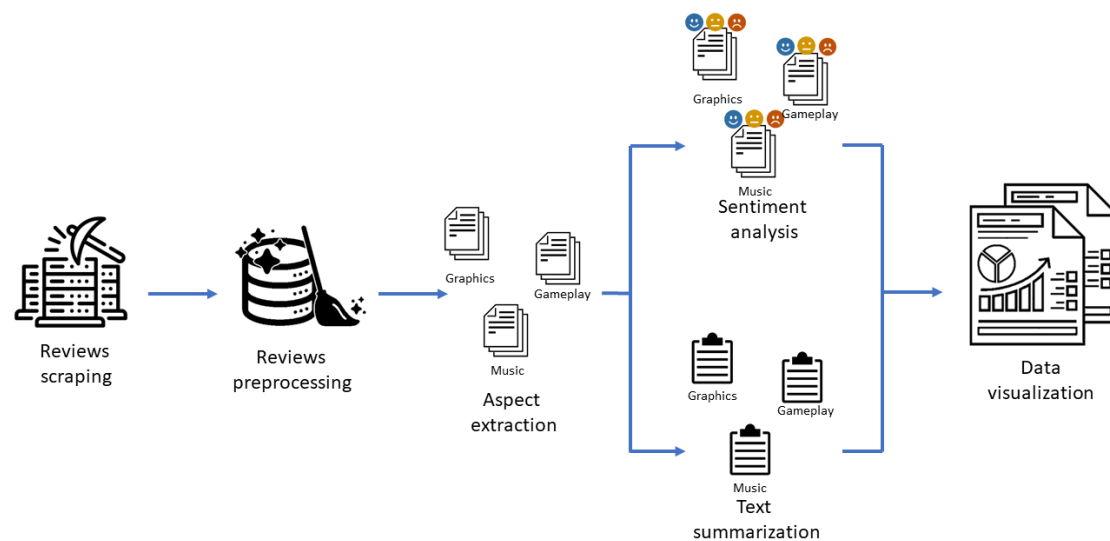 Reviews
scraping
Reviews
preprocessing
Graphics
Gameplay
Music
Aspect
extraction
Graphics
Gameplay
Music
Sentiment
analysis
Graphics
Gameplay
Music
Text
summarization
Data
visualization